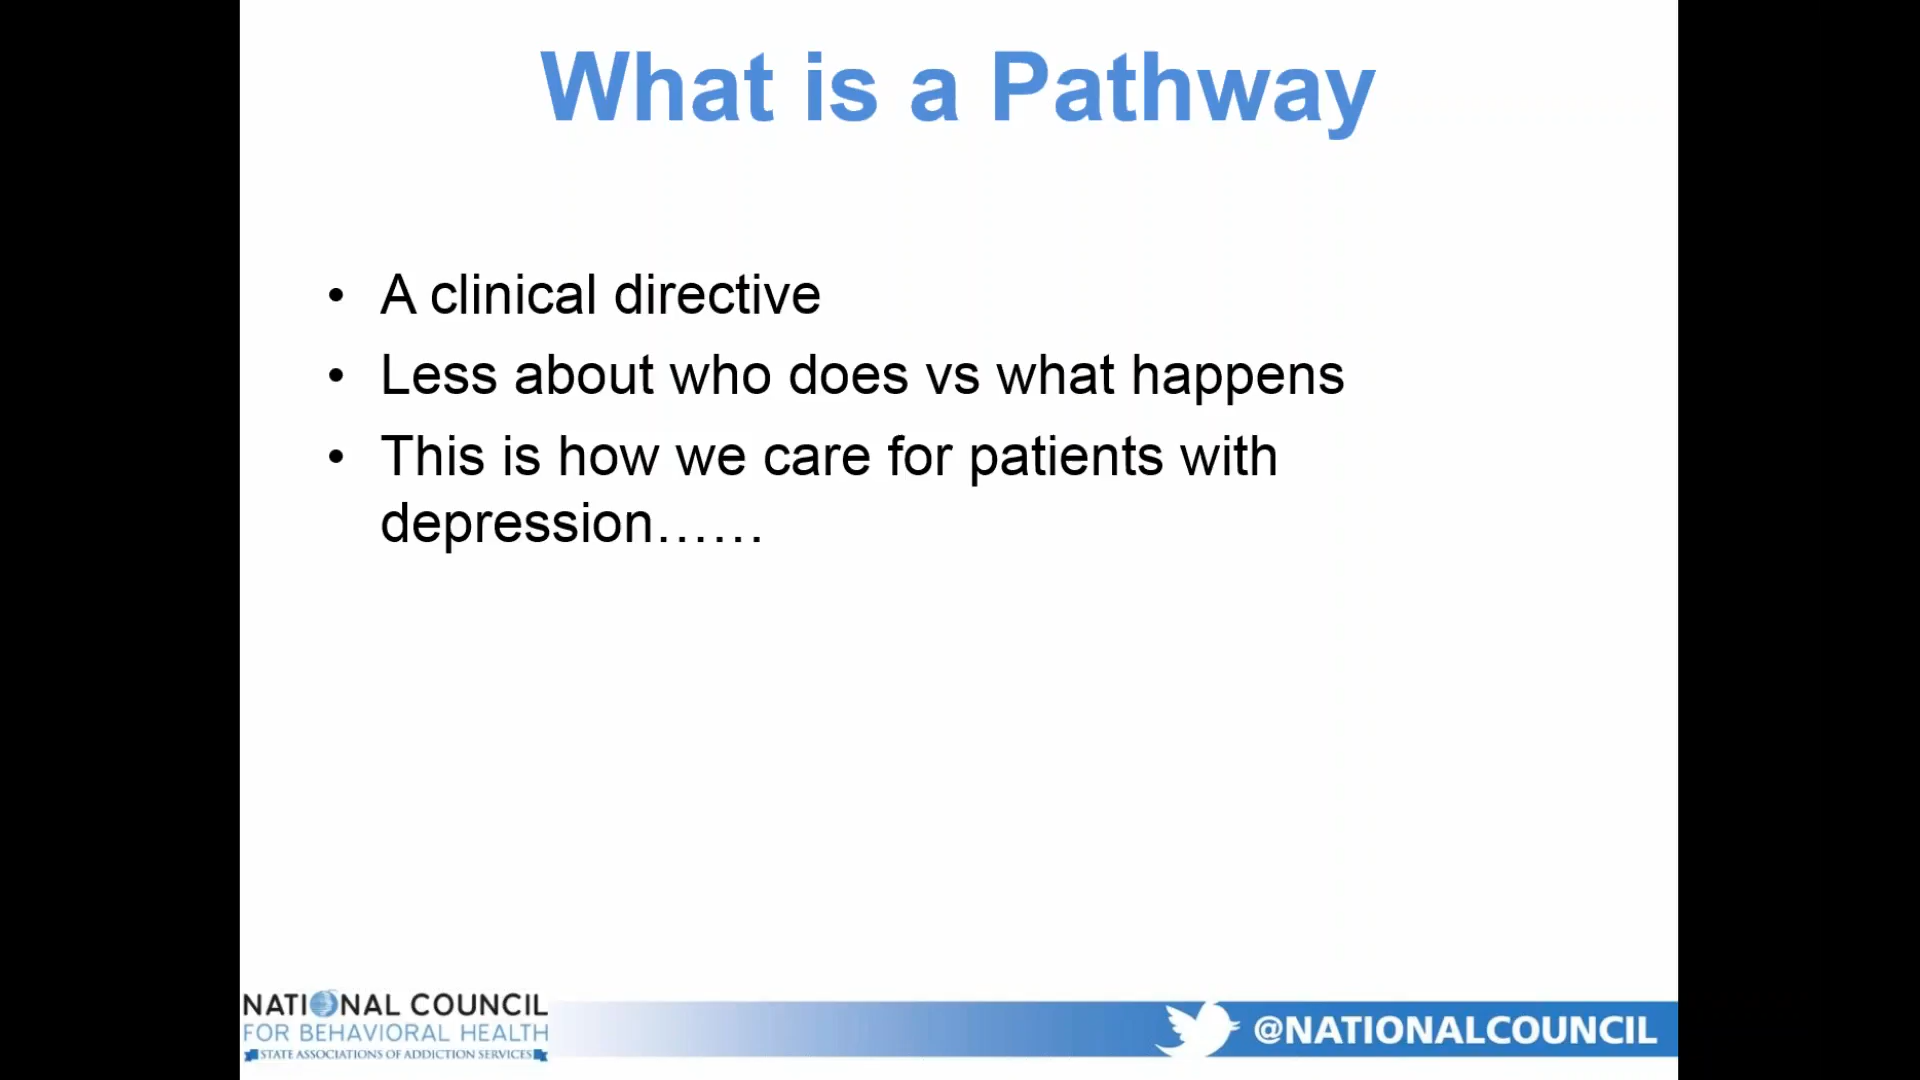 What is a Pathway
• A clinical directive
• Less about who does vs what happens
• This is how we care for patients with
depression……
NATIONAL COUNCIL
FOR BEHAVIORAL HEALTH
STATE ASSOCIATIONS OF ADDICTION SERVICES
@NATIONALCOUNCIL